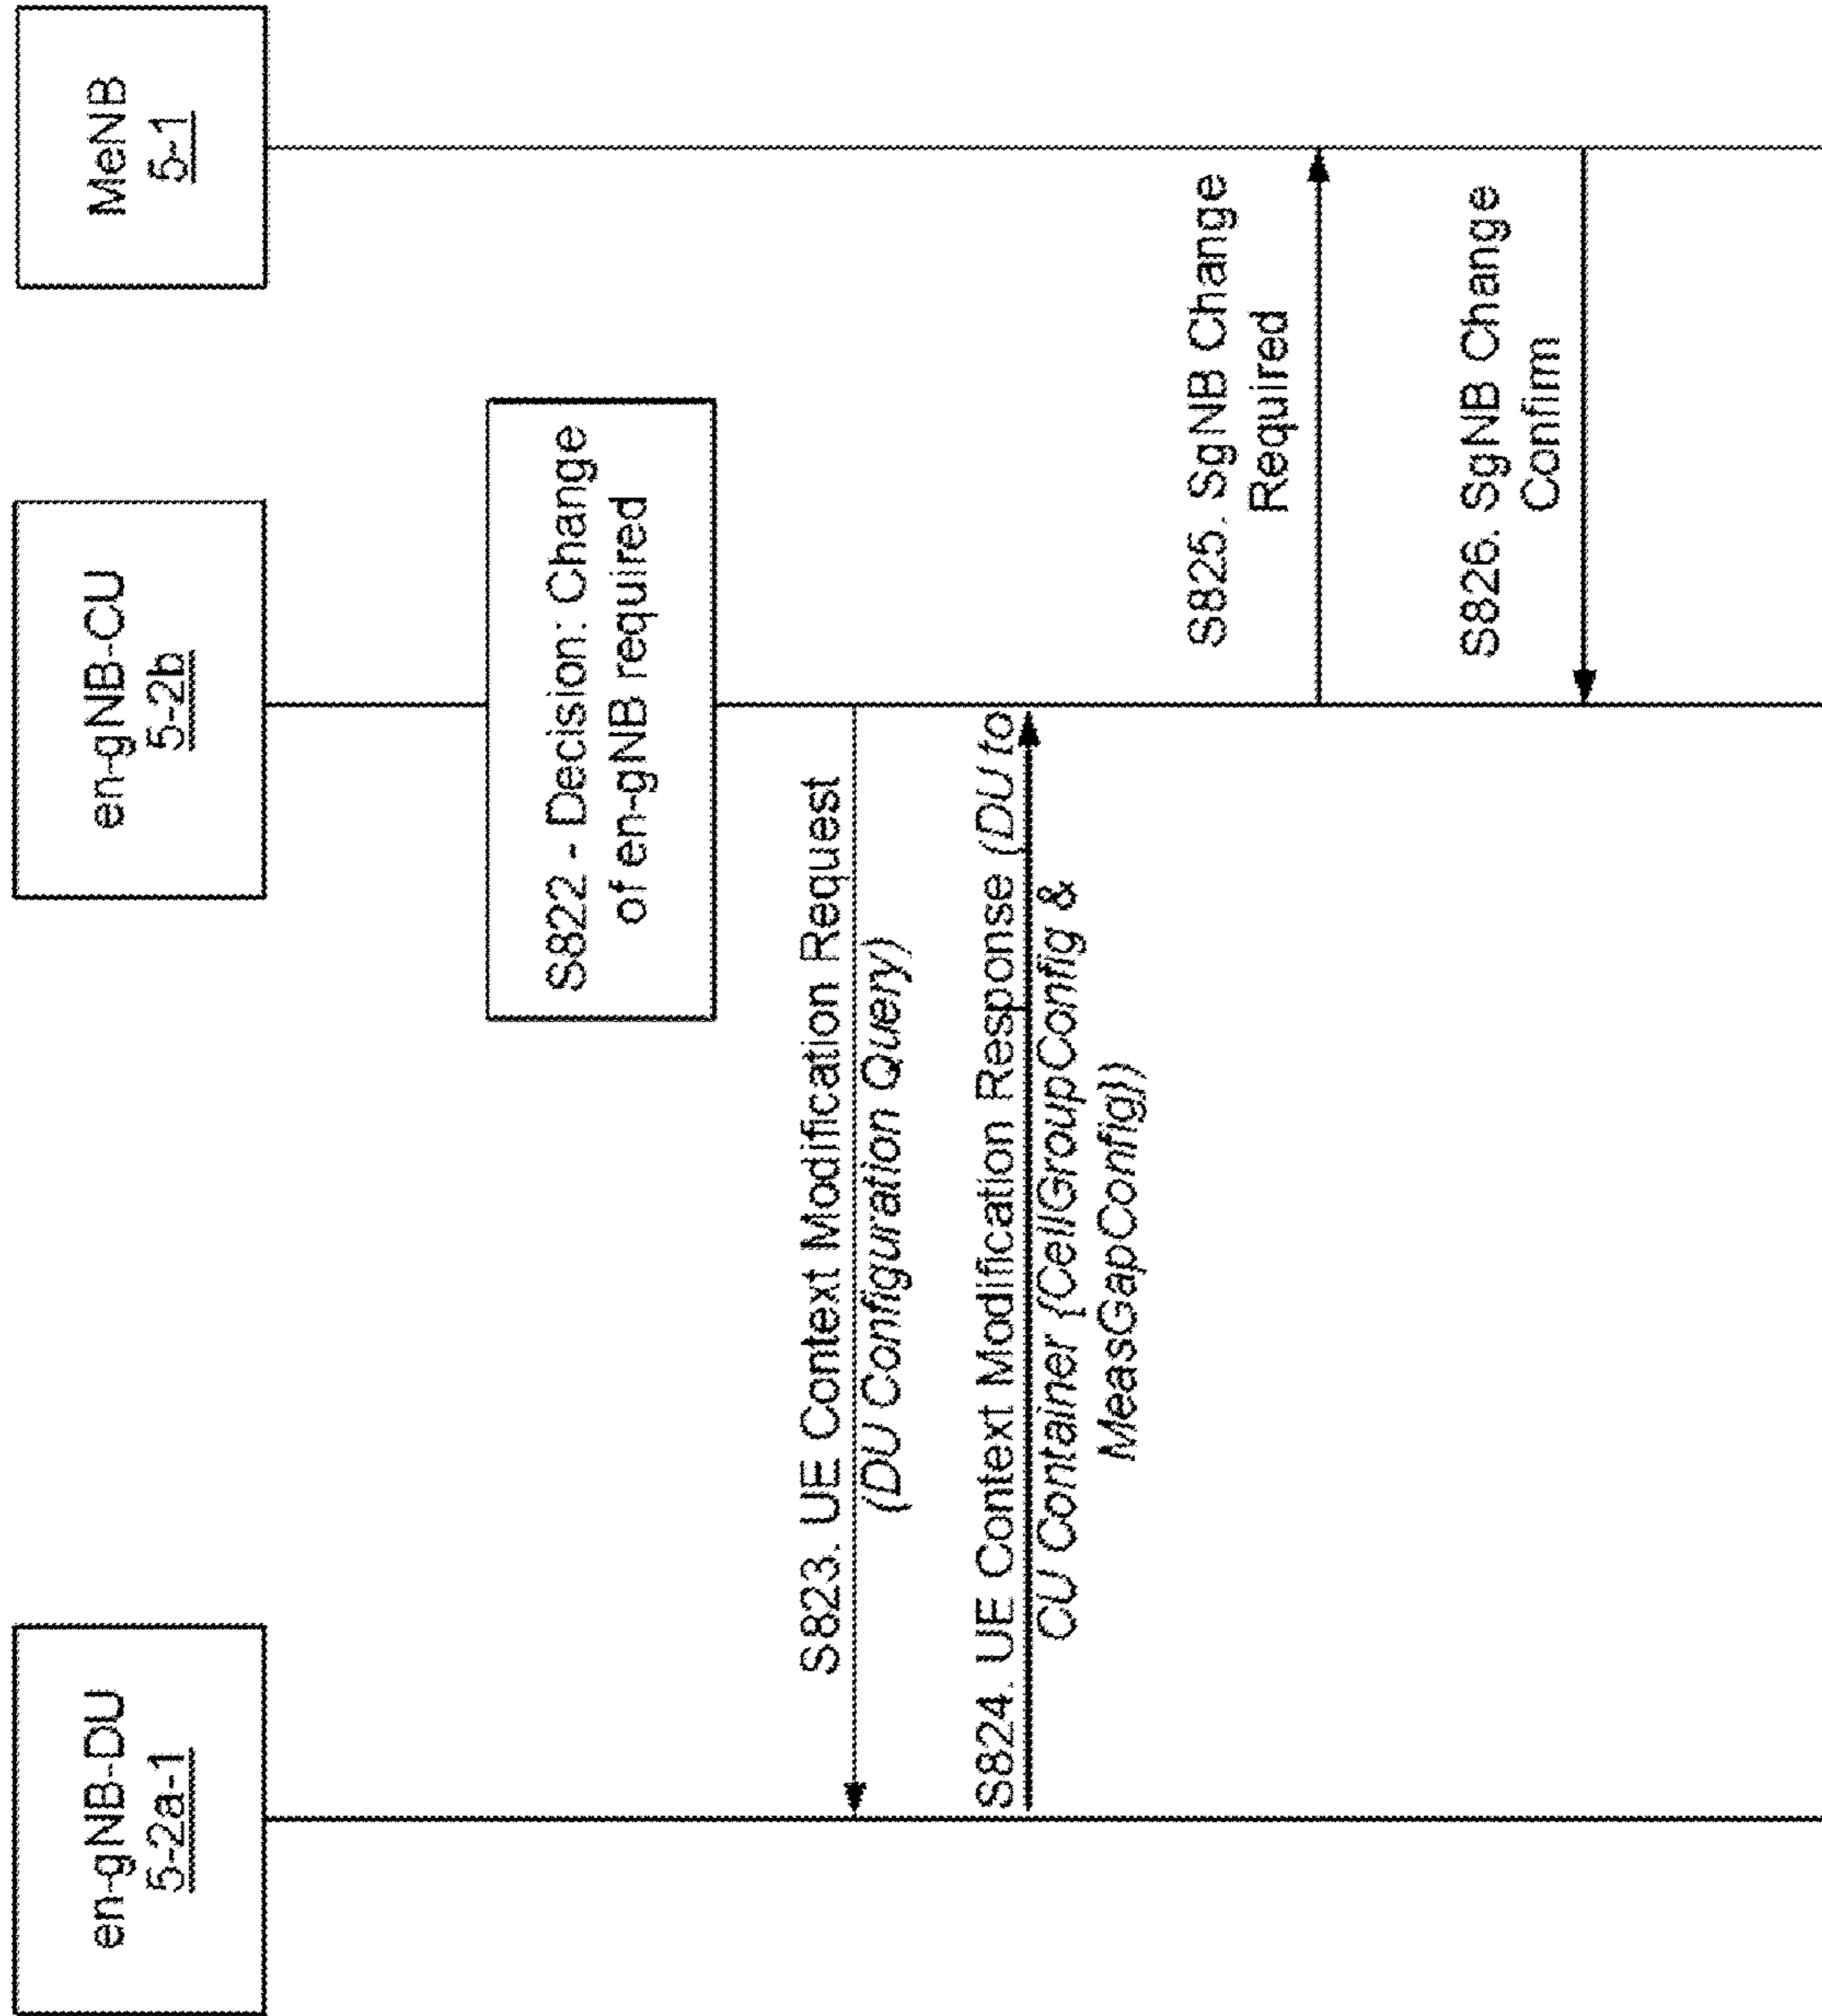 en-gNB-DU
5-2a-1
en-gNB-CU
5-2b
MeNB
5-1
S822 - Decision: Change
of en-gNB required
S823. UE Context Modification Request
(DU Configuration Query)
S824. UE Context Modification Response (DU to
CU Container {CellGroupConfig &
MeasGapConfig})
S825. SgNB Change
Required
S826. SgNB Change
Confirm